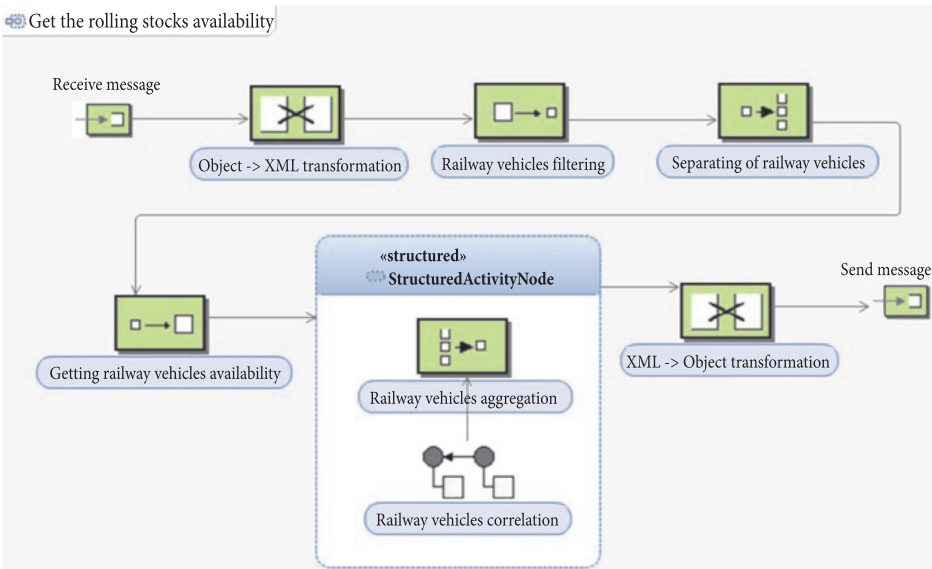 Get the rolling stocks availability
Receive message
Object -> XML transformation
Railway vehicles filtering
Separating of railway vehicles
Getting railway vehicles availability
«structured»
StructuredActivityNode
Railway vehicles aggregation
Railway vehicles correlation
XML -> Object transformation
Send message